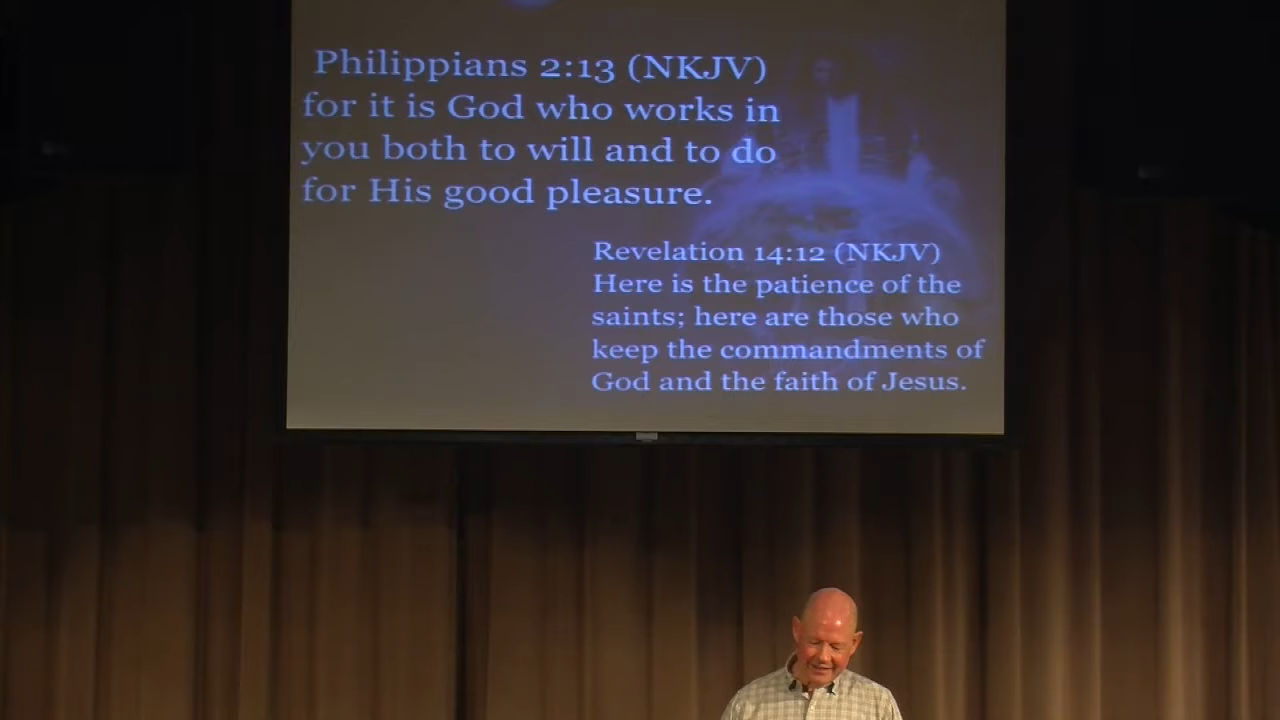 Philippians 2:13 (NKJV)
for it is God who works in
you both to will and to do
for His good pleasure.
Revelation 14:12 (NKJV)
Here is the patience of the
saints; here are those who
keep the commandments of
God and the faith of Jesus.